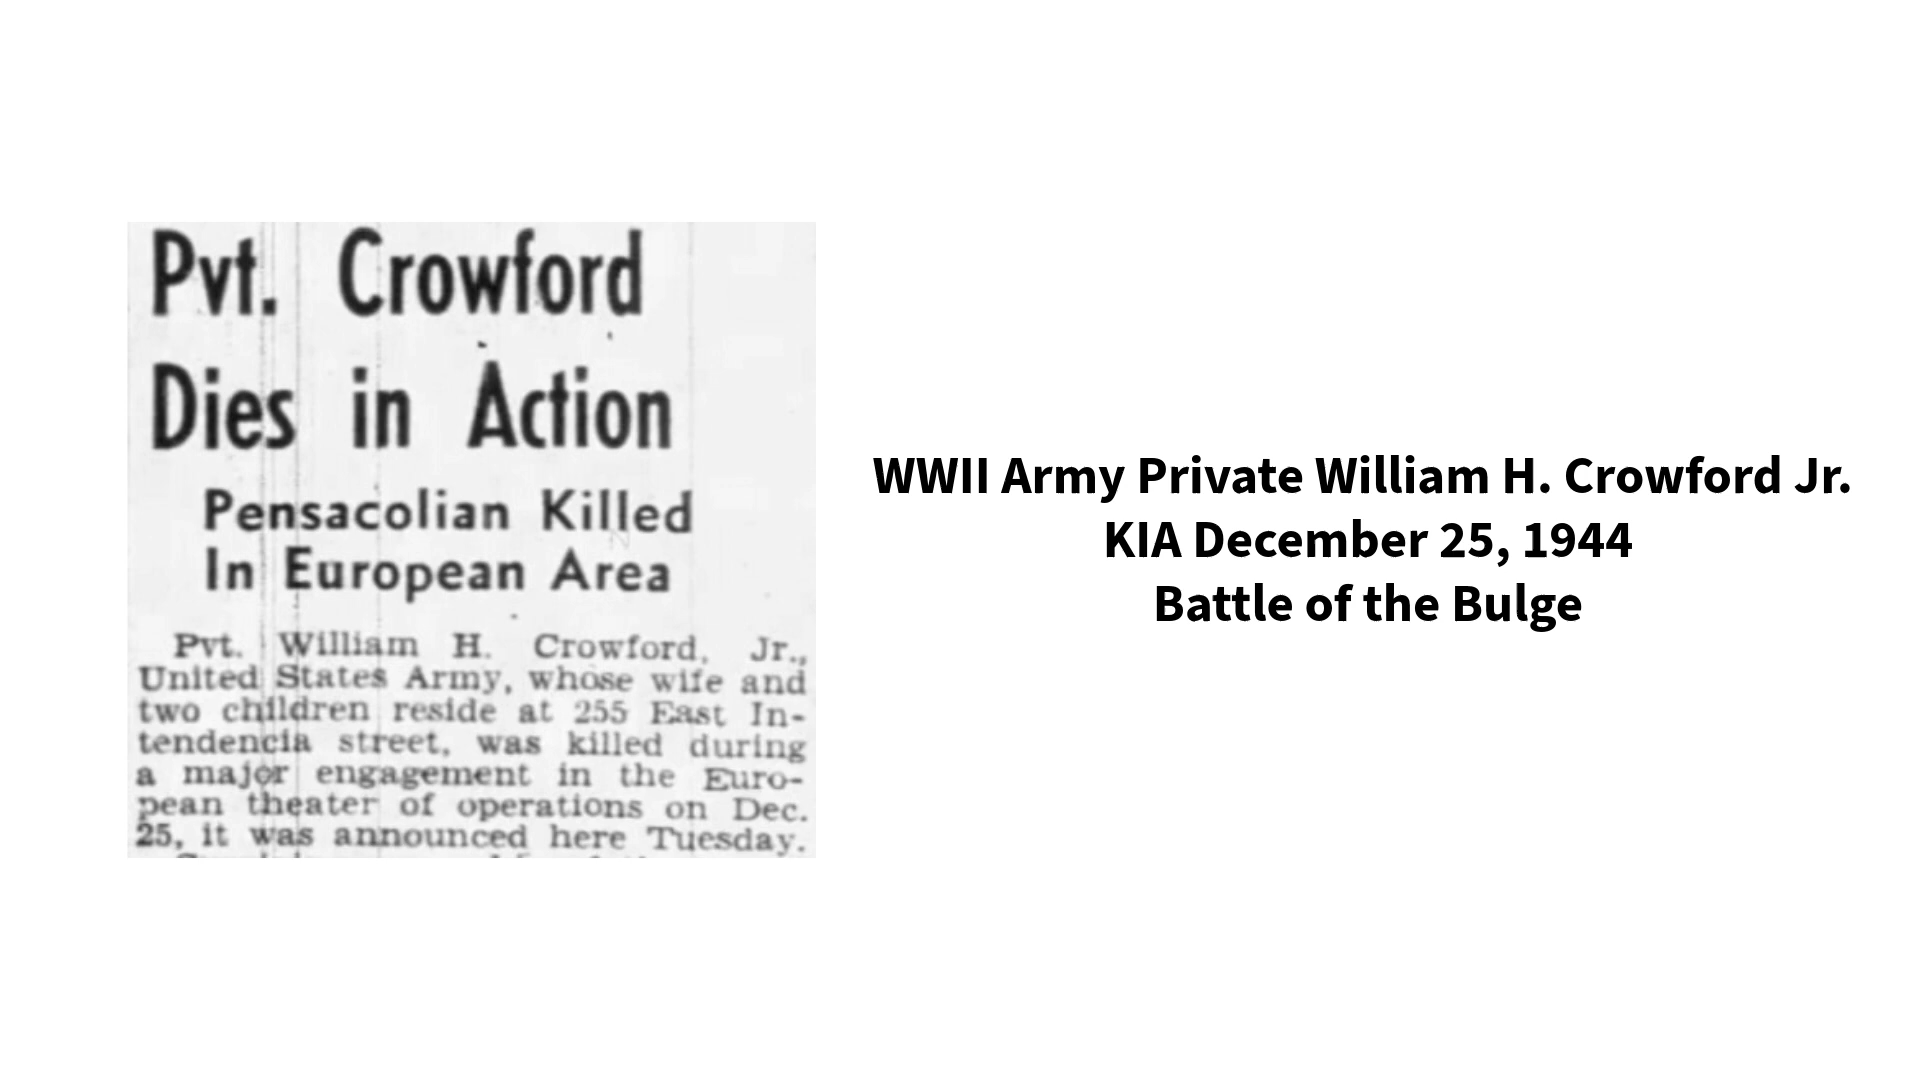 Pvt. Crowford
Dies in Action
Pensacolian Killed
In European Area
Pvt. William H. Crowford, Jr.,
United States Army, whose wife and
two children reside at 255 East In-
tendencia street, was killed during
a major engagement in the Euro-
pean theater of operations on Dec.
25, it was announced here Tuesday.
WWII Army Private William H. Crowford Jr.
KIA December 25, 1944
Battle of the Bulge